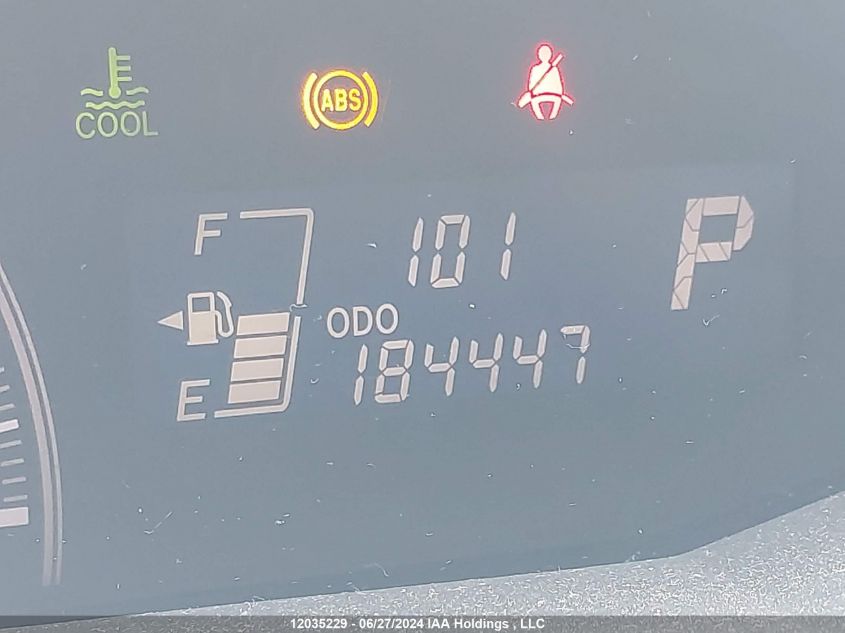 COOL
ABS
F
101
P
ODO
184447
E
12035229 - 06/27/2024 IAA Holdings , LLC